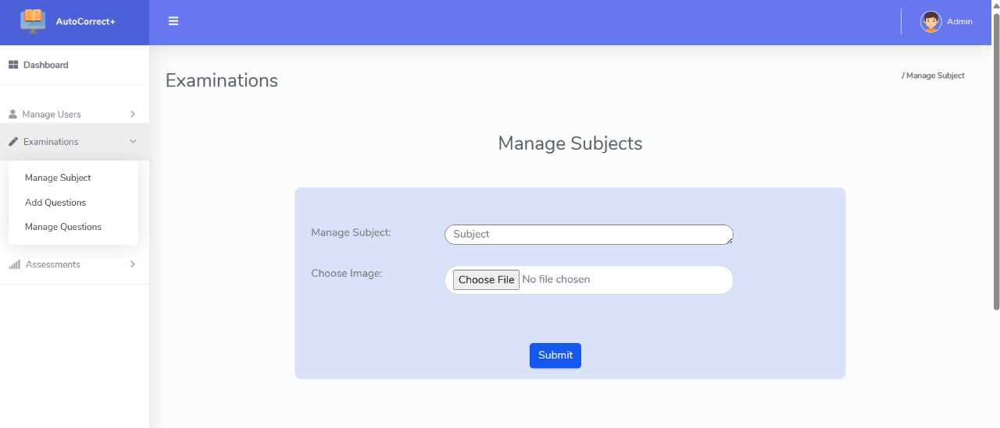 AutoCorrect+
Admin
Dashboard
Examinations
/ Manage Subject
Manage Users
Examinations
Manage Subjects
Manage Subject
Add Questions
Manage Questions
Assessments
Manage Subject:
Subject
Choose Image:
Choose File No file chosen
Submit